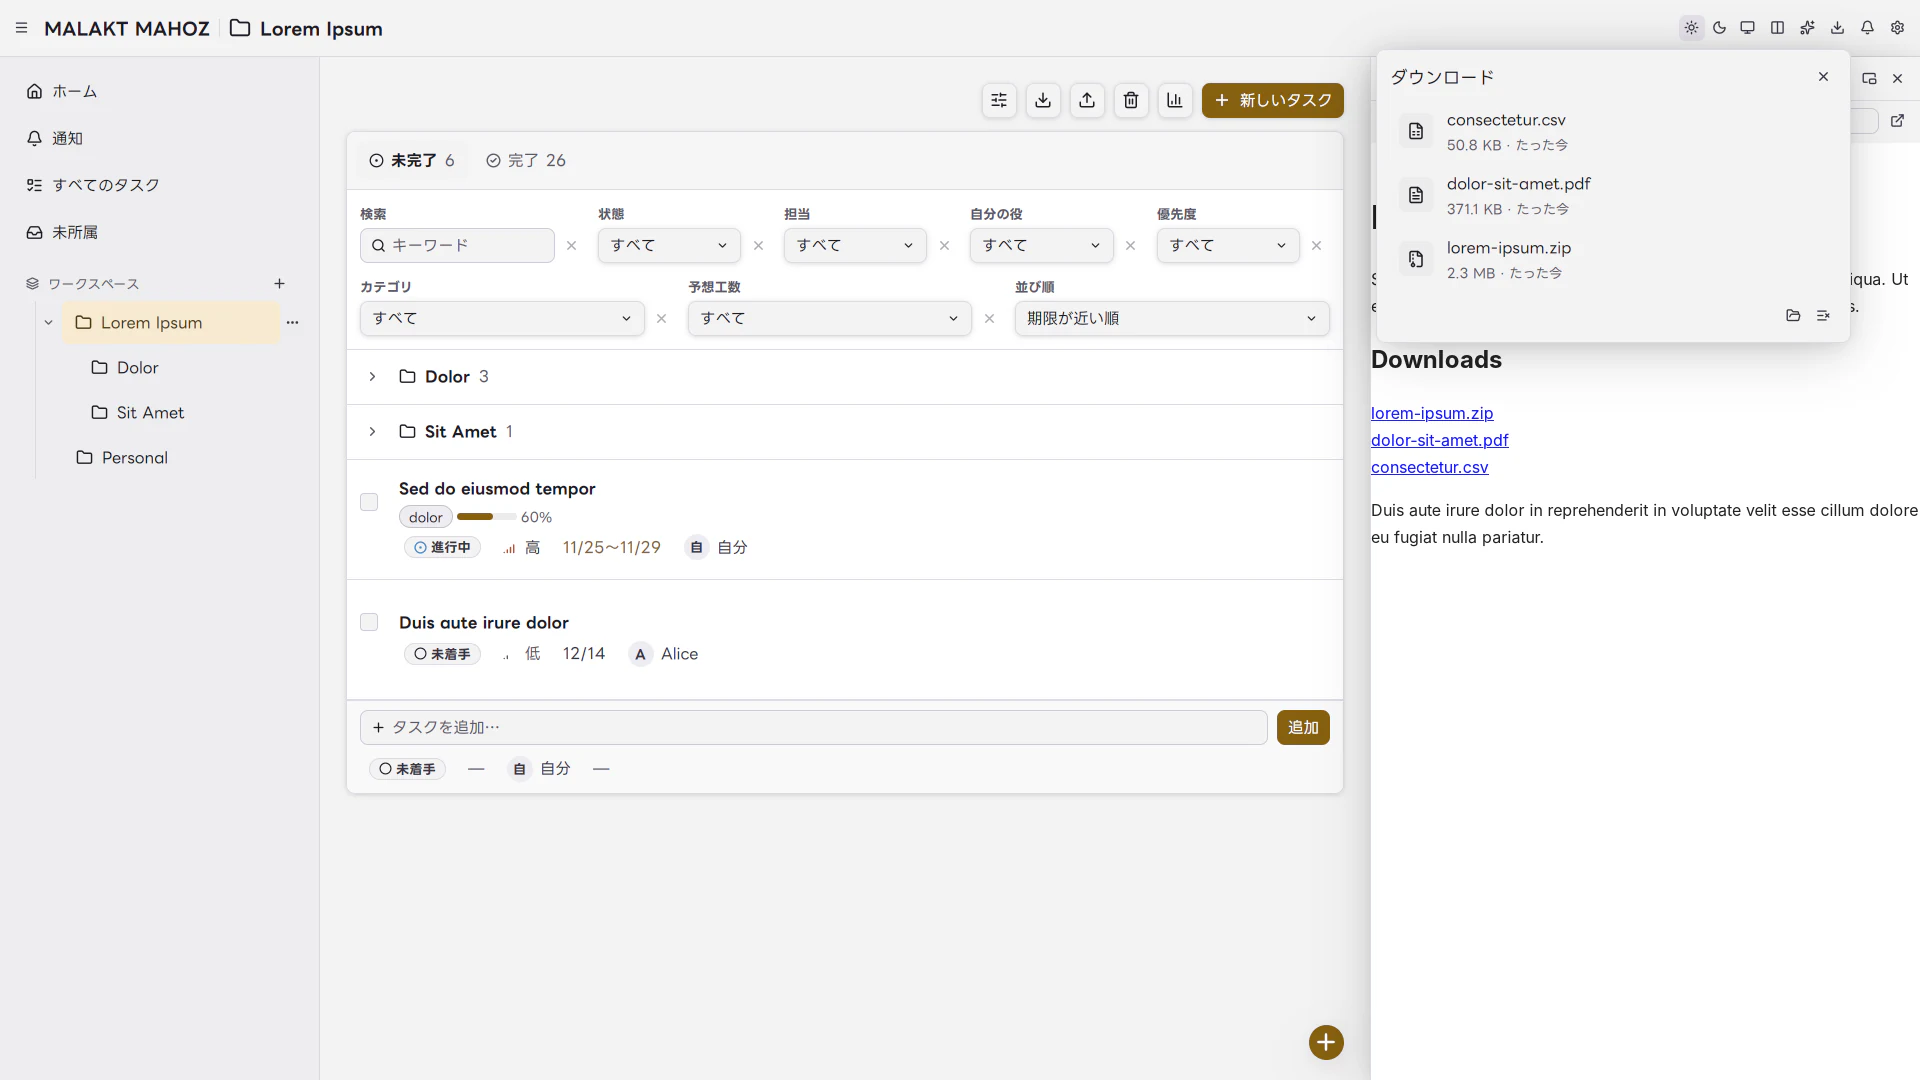 MALAKT MAHOZ
Lorem Ipsum
ホーム
通知
すべてのタスク
未所属
ワークスペース
Lorem Ipsum
Dolor
Sit Amet
Personal
新しいタスク
未完了 6
完了 26
検索
状態
担当
自分の役
優先度
キーワード
すべて
すべて
すべて
すべて
カテゴリ
予想工数
並び順
すべて
すべて
期限が近い順
Dolor 3
Sit Amet 1
Sed do eiusmod tempor
dolor 60%
進行中 高 11/25～11/29 自 自分
Duis aute irure dolor
未着手 低 12/14 A Alice
タスクを追加…
追加
未着手 — 自 自分 —
ダウンロード
consectetur.csv
50.8 KB · たった今
dolor-sit-amet.pdf
371.1 KB · たった今
lorem-ipsum.zip
2.3 MB · たった今
iqua. Ut
s.
Downloads
lorem-ipsum.zip
dolor-sit-amet.pdf
consectetur.csv
Duis aute irure dolor in reprehenderit in voluptate velit esse cillum dolore
eu fugiat nulla pariatur.